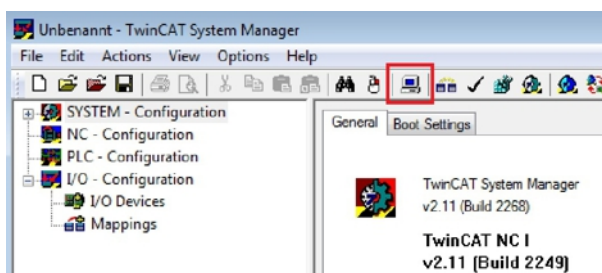 Unbenannt - TwinCAT System Manager
File Edit Actions View Options Help
SYSTEM - Configuration
NC - Configuration
PLC - Configuration
I/O - Configuration
I/O Devices
Mappings
General Boot Settings
TwinCAT System Manager
v2.11 (Build 2268)
TwinCAT NC I
v2.11 (Build 2249)